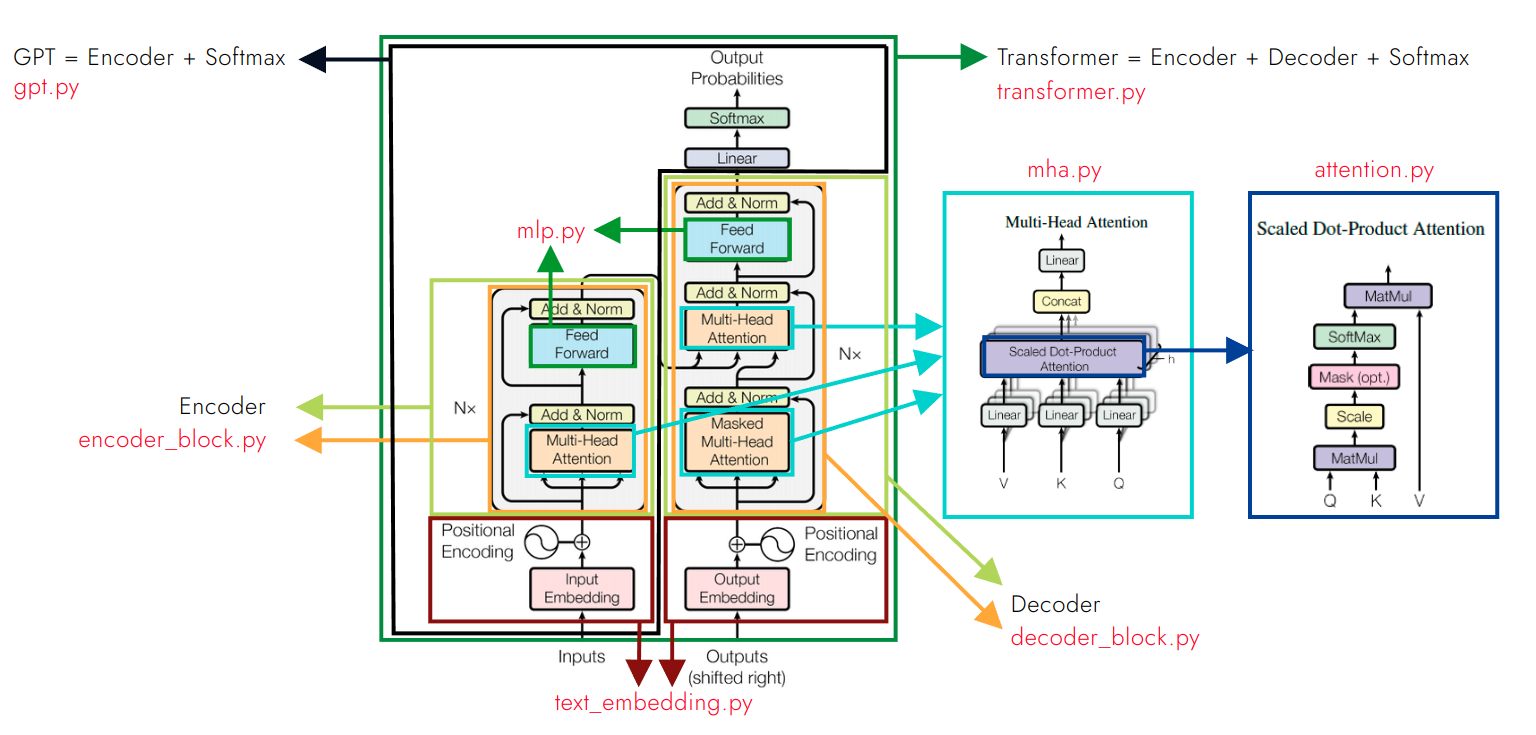 GPT = Encoder + Softmax
gpt.py
Transformer = Encoder + Decoder + Softmax
transformer.py
Output
Probabilities
Softmax
Linear
Add & Norm
Feed
Forward
Add & Norm
Multi-Head
Attention
Add & Norm
Masked
Multi-Head
Attention
Nx
mlp.py
Add & Norm
Feed
Forward
Add & Norm
Multi-Head
Attention
Nx
Encoder
encoder_block.py
Positional
Encoding
Input
Embedding
Inputs
Output
Embedding
Positional
Encoding
Outputs
(shifted right)
text_embedding.py
Decoder
decoder_block.py
mha.py
Multi-Head Attention
Linear
Concat
Scaled Dot-Product
Attention
h
Linear
Linear
Linear
V
K
Q
attention.py
Scaled Dot-Product Attention
MatMul
SoftMax
Mask (opt.)
Scale
MatMul
Q
K
V